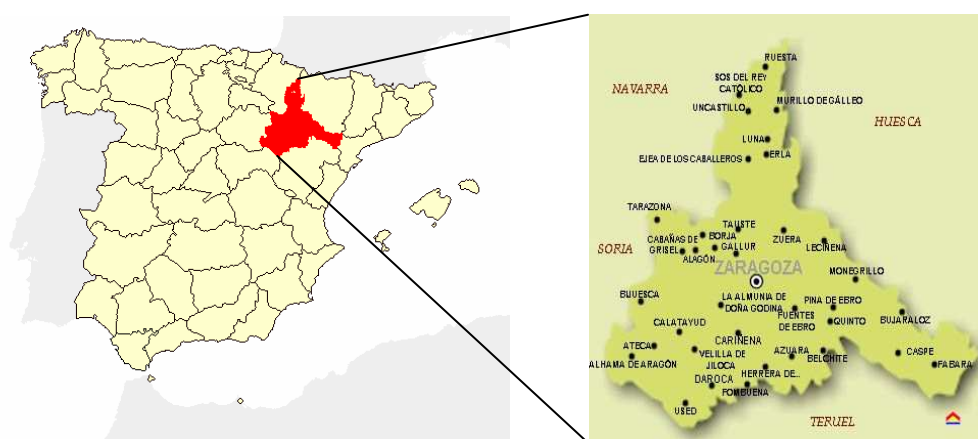 RUESTA
SOS DEL REY
CATÓLICO
NAVARRA
UNCASTILLO
MURILLO DE GÁLLEO
HUESCA
LUNA
ERLA
EJEA DE LOS CABALLEROS
TARAZONA
TAUSTE
CABAÑAS DE
GRISEL
BORJA
ZUERA
LECINENA
SORIA
GALLUR
ALAGÓN
ZARAGOZA
MONEGRILLO
BIJUESCA
LA ALMUNIA DE
DOÑA GODINA
PINA DE EBRO
FUENTES
DE EBRO
QUINTO
BUJARALOZ
CALATAYUD
CARIÑENA
ATECA
VELILLA DE
JILOCA
AZUARA
BELCHITE
CASPE
ALHAMA DE ARAGÓN
FABARA
HERRERA DE...
DAROCA
FOMBUENA
USED
TERUEL